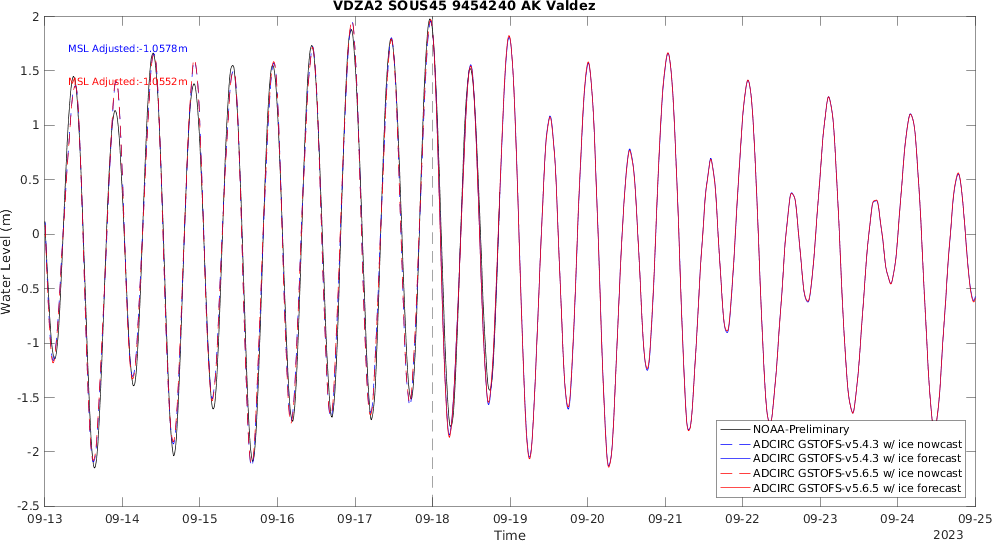 VDZA2 SOUS45 9454240 AK Valdez
2
1.5
1
0.5
0
-0.5
-1
-1.5
-2
-2.5
Water Level (m)
MSL Adjusted:-1.0578m
MSL Adjusted:-1.0552m
NOAA-Preliminary
ADCIRC GSTOFS-v5.4.3 w/ ice nowcast
ADCIRC GSTOFS-v5.4.3 w/ ice forecast
ADCIRC GSTOFS-v5.6.5 w/ ice nowcast
ADCIRC GSTOFS-v5.6.5 w/ ice forecast
09-13 09-14 09-15 09-16 09-17 09-18 09-19 09-20 09-21 09-22 09-23 09-24 09-25
Time
2023